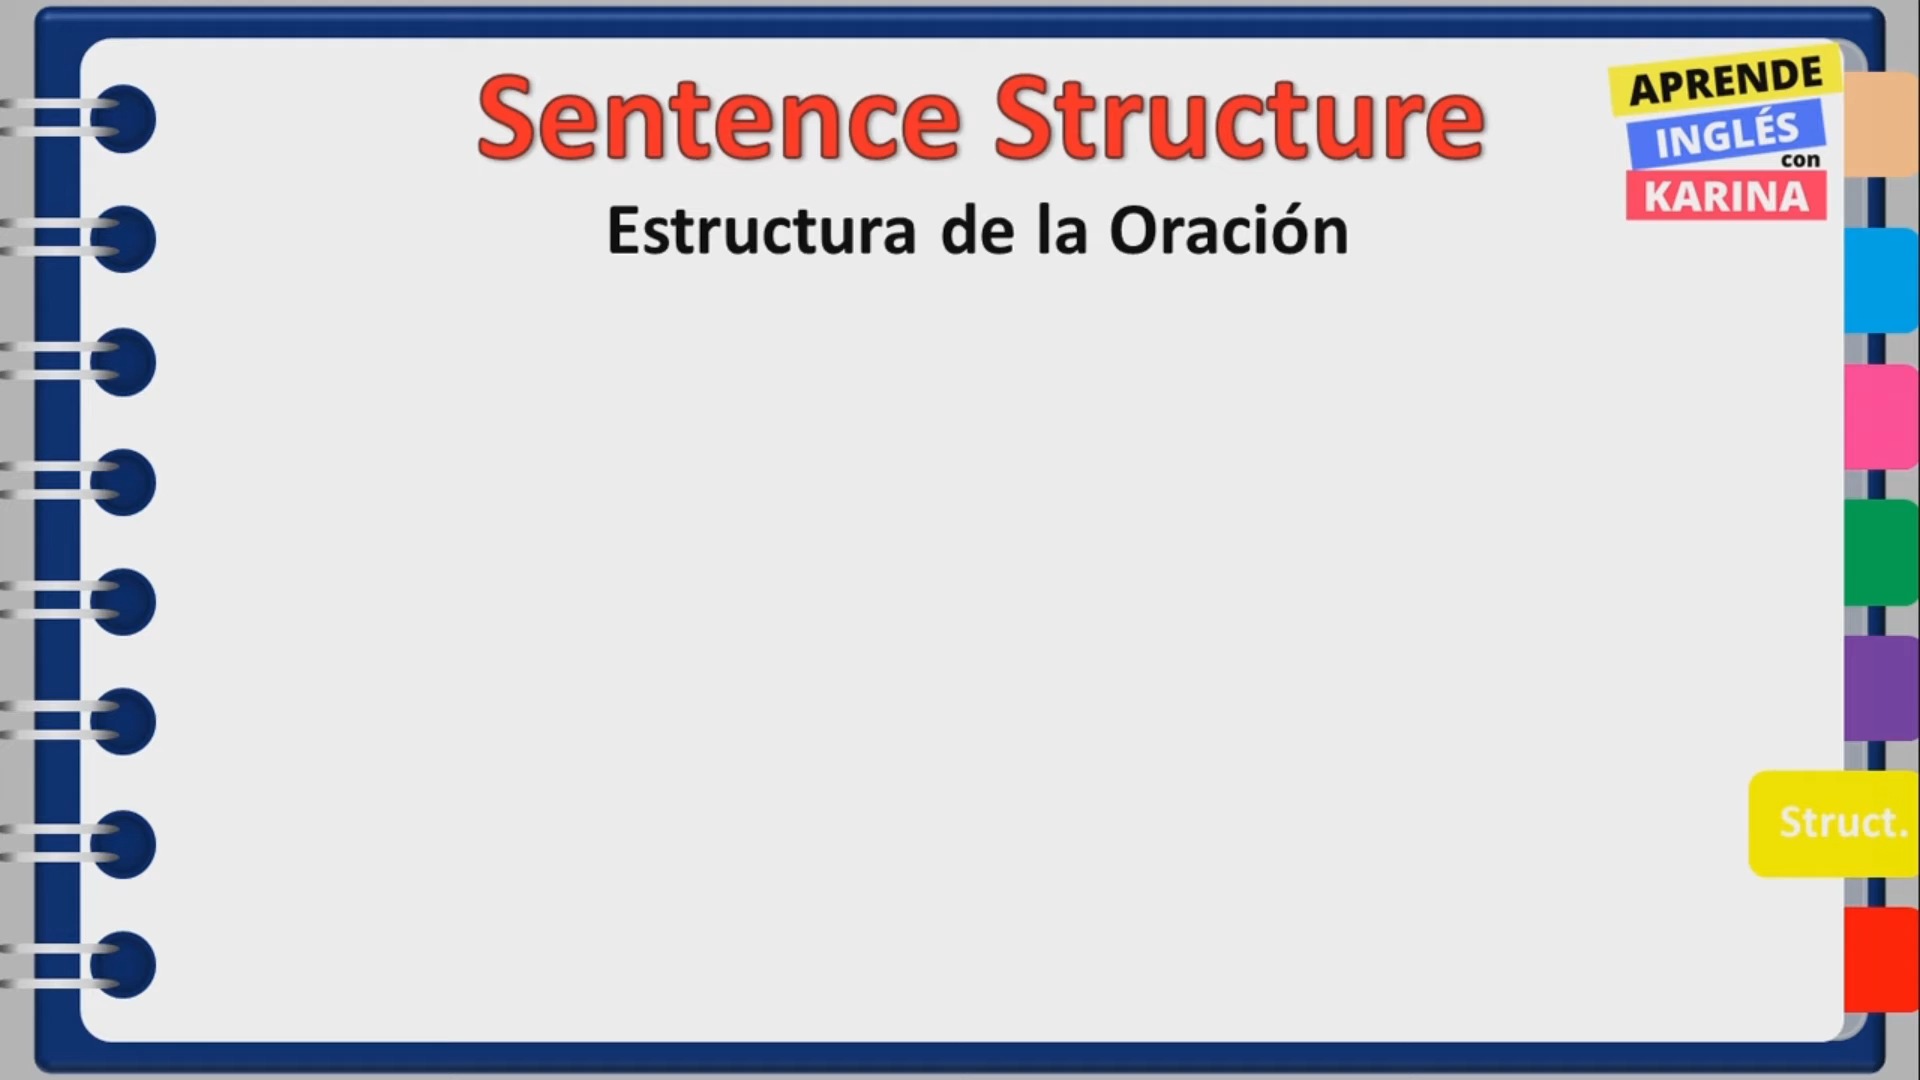 Sentence Structure
Estructura de la Oración
APRENDE
INGLÉS
con
KARINA
Struct.